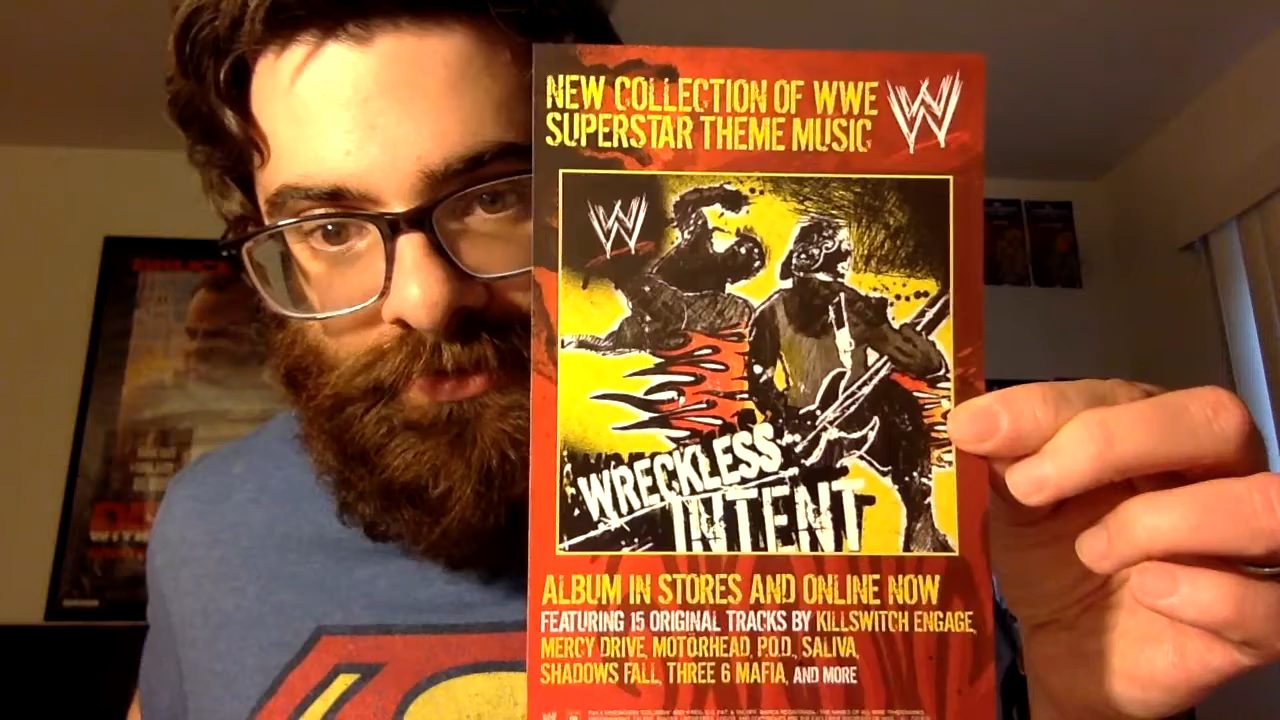 NEW COLLECTION OF WWE
SUPERSTAR THEME MUSIC
W
W
WRECKLESS
INTENT
ALBUM IN STORES AND ONLINE NOW
FEATURING 15 ORIGINAL TRACKS BY KILLSWITCH ENGAGE,
MERCY DRIVE, MOTÖRHEAD, P.O.D., SALIVA,
SHADOWS FALL, THREE 6 MAFIA, AND MORE